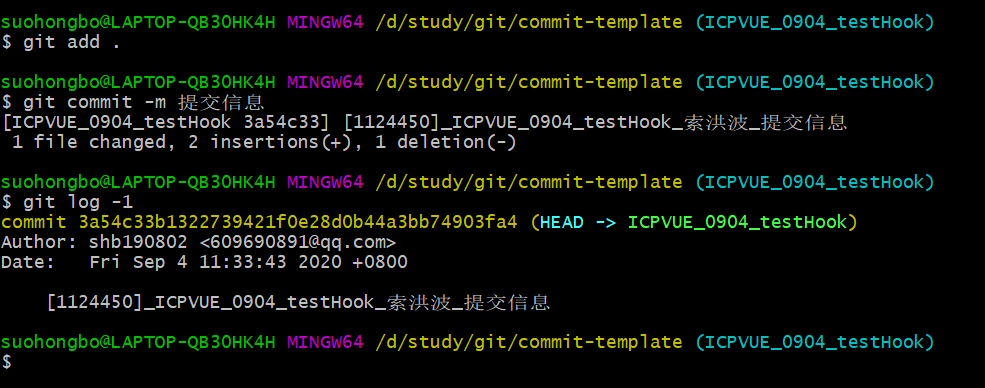 suohongbo@LAPTOP-QB3OHK4H MINGW64 /d/study/git/commit-template (ICPVUE_0904_testHook)
$ git add .
suohongbo@LAPTOP-QB3OHK4H MINGW64 /d/study/git/commit-template (ICPVUE_0904_testHook)
$ git commit -m 提交信息
[ICPVUE_0904_testHook 3a54c33] [1124450]_ICPVUE_0904_testHook_索洪波_提交信息
 1 file changed, 2 insertions(+), 1 deletion(-)
suohongbo@LAPTOP-QB3OHK4H MINGW64 /d/study/git/commit-template (ICPVUE_0904_testHook)
$ git log -1
commit 3a54c33b1322739421f0e28d0b44a3bb74903fa4 (HEAD -> ICPVUE_0904_testHook)
Author: shb190802 <609690891@qq.com>
Date:   Fri Sep 4 11:33:43 2020 +0800
    [1124450]_ICPVUE_0904_testHook_索洪波_提交信息
suohongbo@LAPTOP-QB3OHK4H MINGW64 /d/study/git/commit-template (ICPVUE_0904_testHook)
$